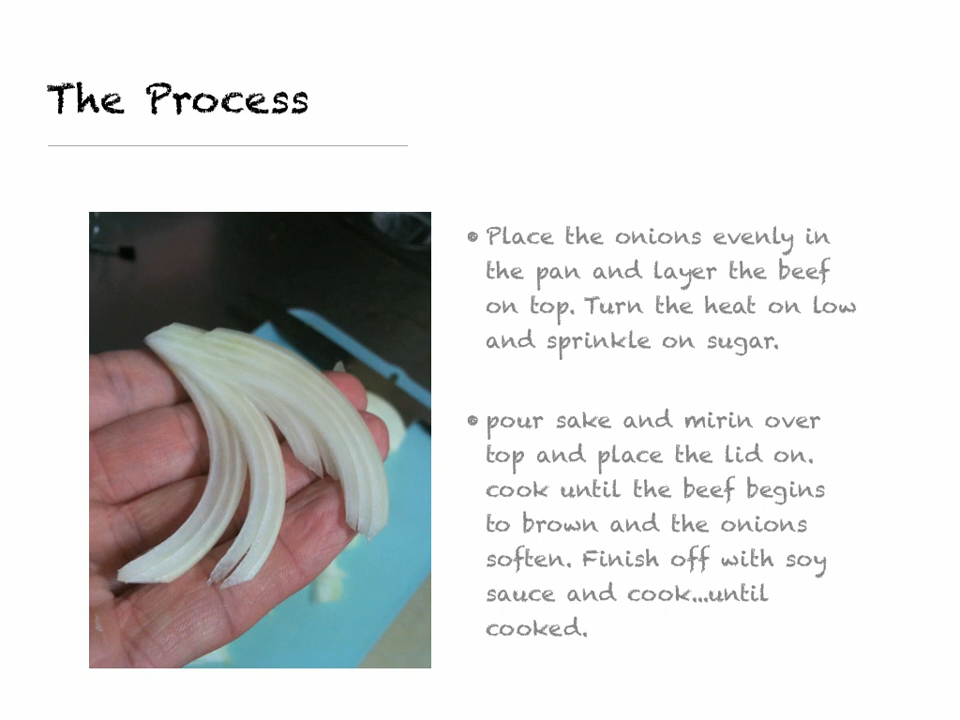 The Process
• Place the onions evenly in
the pan and layer the beef
on top. Turn the heat on low
and sprinkle on sugar.
• pour sake and mirin over
top and place the lid on.
cook until the beef begins
to brown and the onions
soften. Finish off with soy
sauce and cook...until
cooked.